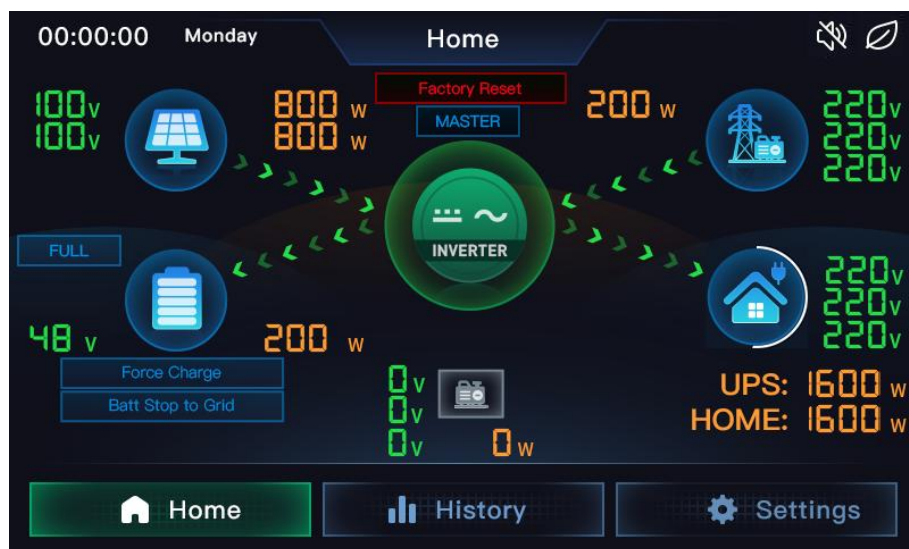 00:00:00 Monday Home
Factory Reset
MASTER
100v 800 w 200 w 220v
100v 800 w 220v
220v
INVERTER
FULL
48 v 200 w
220v
220v
220v
Force Charge
Batt Stop to Grid
0v
0v
0v 0 w
UPS: 1600 w
HOME: 1600 w
Home History Settings